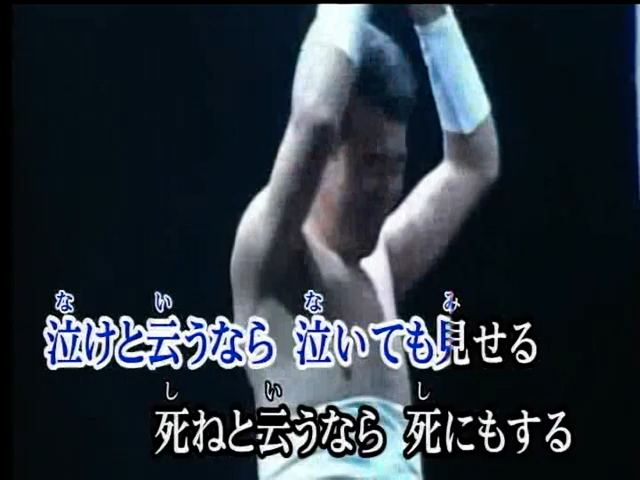 な い な み
泣けと云うなら 泣いても見せる
し い し
死ねと云うなら 死にもする